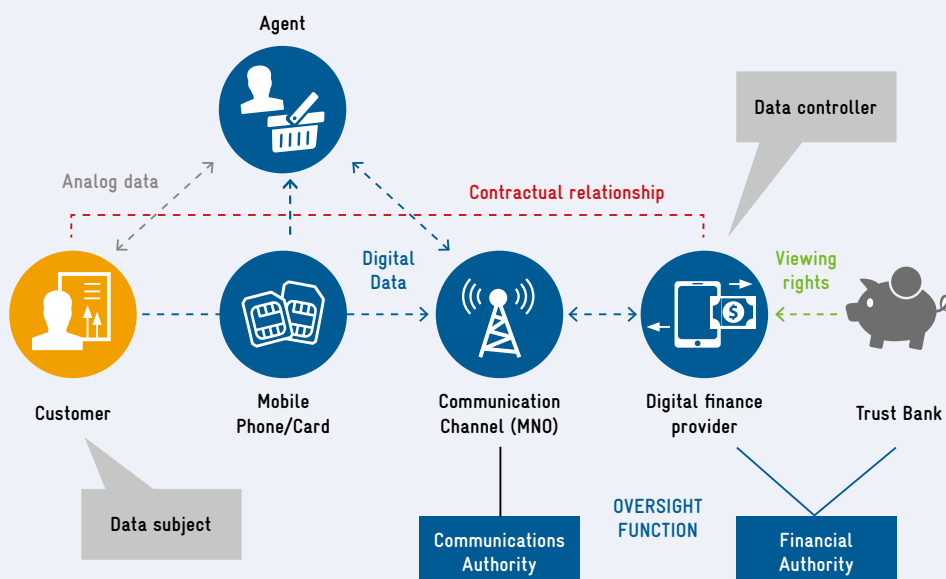 Agent
Data controller
Analog data
Contractual relationship
Digital
Data
Viewing
rights
$
Customer
Mobile
Phone/Card
Communication
Channel (MNO)
Digital finance
provider
Trust Bank
Data subject
OVERSIGHT
FUNCTION
Communications
Authority
Financial
Authority